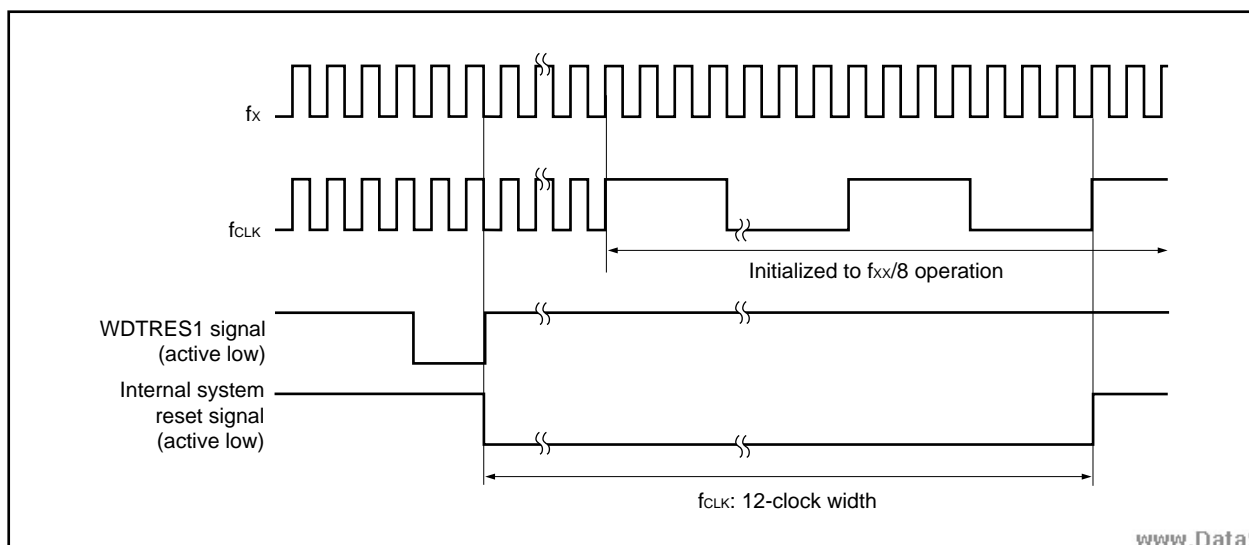 fX
fCLK
Initialized to fXX/8 operation
WDTRES1 signal
(active low)
Internal system
reset signal
(active low)
fCLK: 12-clock width
www.Data